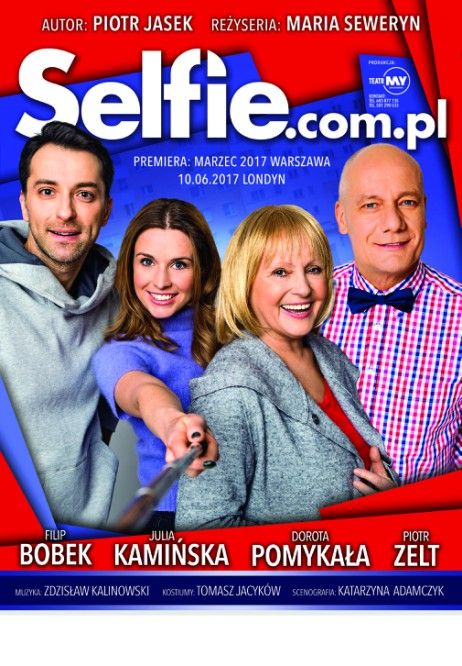 AUTOR: PIOTR JASEK REŻYSERIA: MARIA SEWERYN
PRODUKCJA:
TEATR MY
KONTAKT:
Selfie.com.pl
PREMIERA: MARZEC 2017 WARSZAWA
10.06.2017 LONDYN
FILIP BOBEK
JULIA KAMIŃSKA
DOROTA POMYKAŁA
PIOTR ZELT
MUZYKA: ZDZISŁAW KALINOWSKI KOSTIUMY: TOMASZ JACYKÓW SCENOGRAFIA: KATARZYNA ADAMCZYK